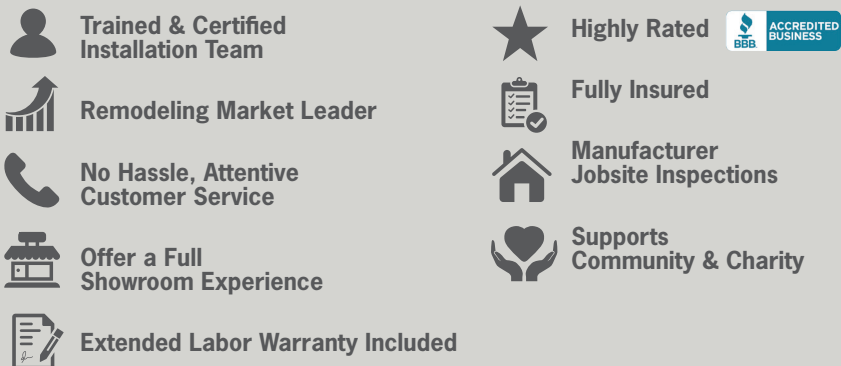 Trained & Certified
Installation Team
Remodeling Market Leader
No Hassle, Attentive
Customer Service
Offer a Full
Showroom Experience
Extended Labor Warranty Included
Highly Rated
BBB
ACCREDITED
BUSINESS
Fully Insured
Manufacturer
Jobsite Inspections
Supports
Community & Charity